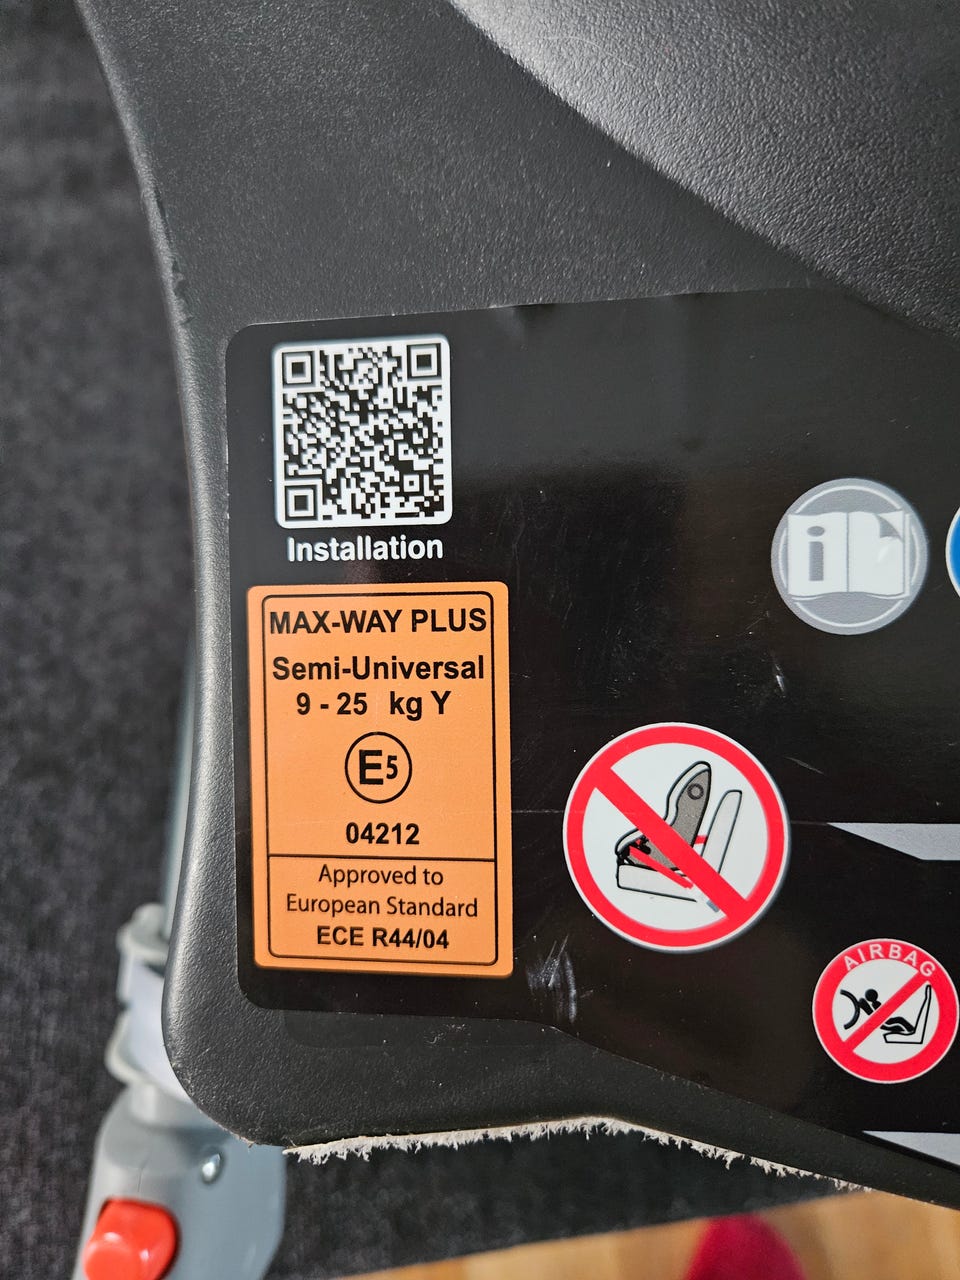 Installation
MAX-WAY PLUS
Semi-Universal
9 - 25 kg Y
E5
04212
Approved to
European Standard
ECE R44/04
i
AIRBAG